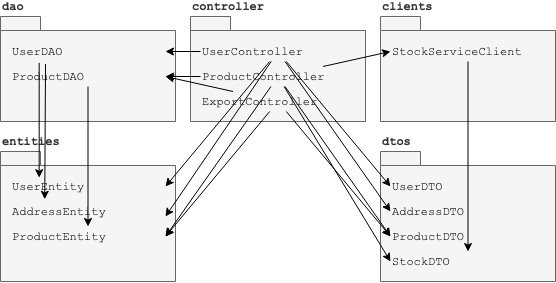 dao
controller
clients
UserDAO
ProductDAO
UserController
ProductController
ExportController
StockServiceClient
entities
dtos
UserEntity
AddressEntity
ProductEntity
UserDTO
AddressDTO
ProductDTO
StockDTO